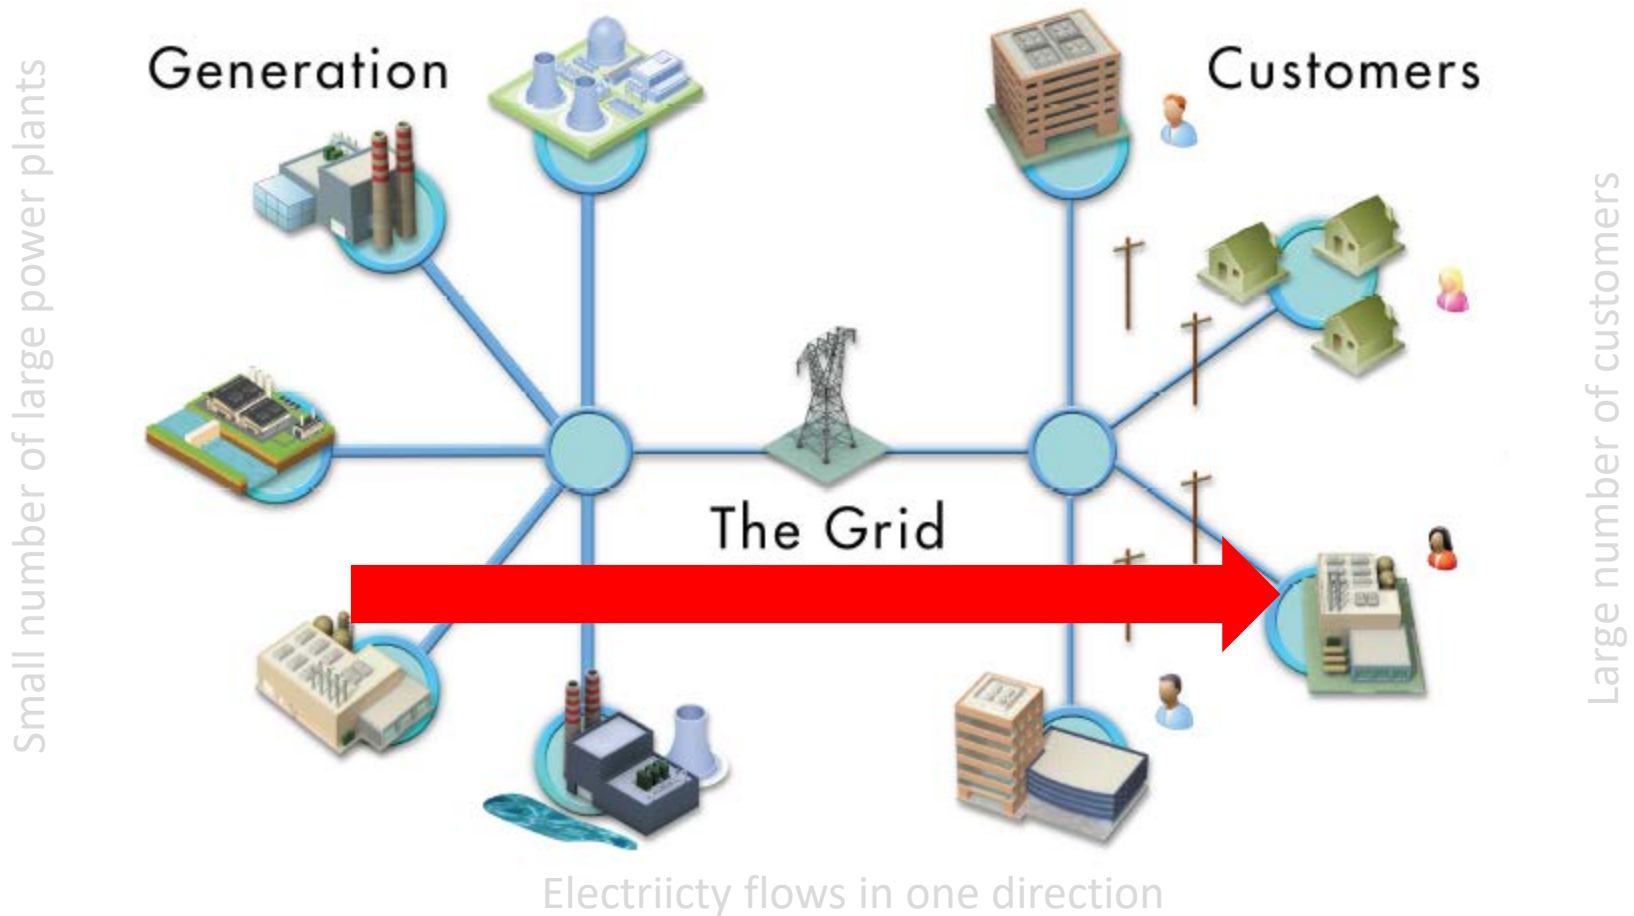 Generation
Customers
Small number of large power plants
Large number of customers
The Grid
Electriicty flows in one direction